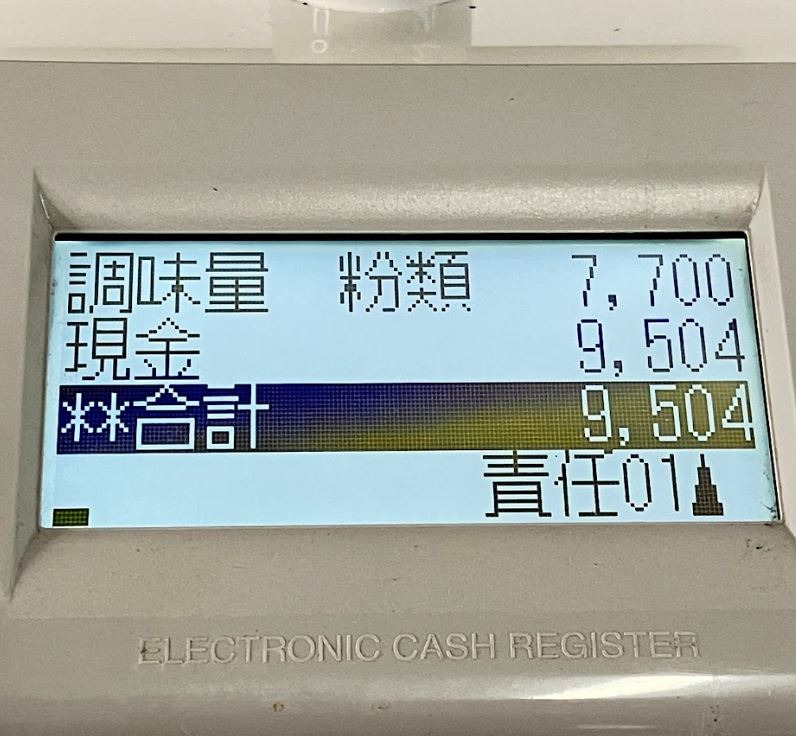 調味量　粉類　7,700
現金　9,504
**合計　9,504
責任01▲
ELECTRONIC CASH REGISTER